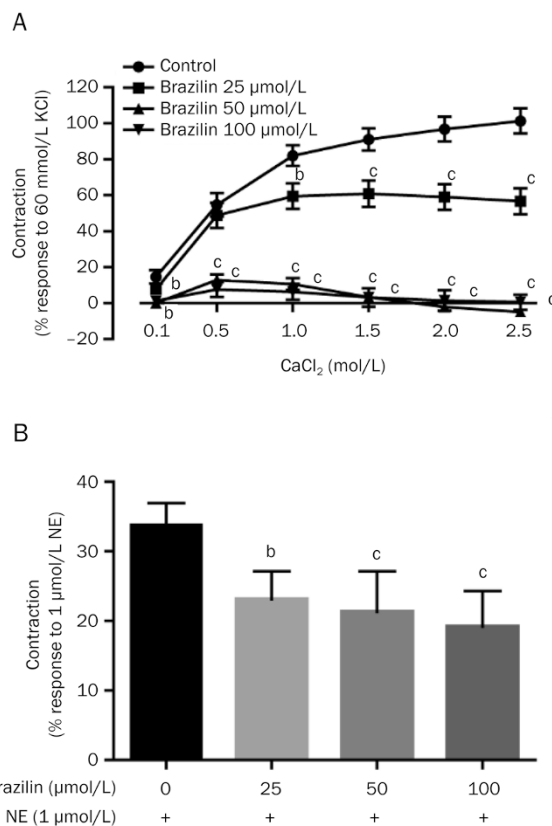 A
Control
Brazilin 25 µmol/L
Brazilin 50 µmol/L
Brazilin 100 µmol/L
Contraction
(% response to 60 mmol/L KCl)
120
100
80
60
40
20
0
–20
b
b
c
c
b
c
c
c
c
c
c
c
c
c
c
c
c
0.1
0.5
1.0
1.5
2.0
2.5
CaCl2 (mol/L)
B
Contraction
(% response to 1 µmol/L NE)
40
30
20
10
0
b
c
c
razilin (µmol/L) 0 25 50 100
NE (1 µmol/L) + + + +